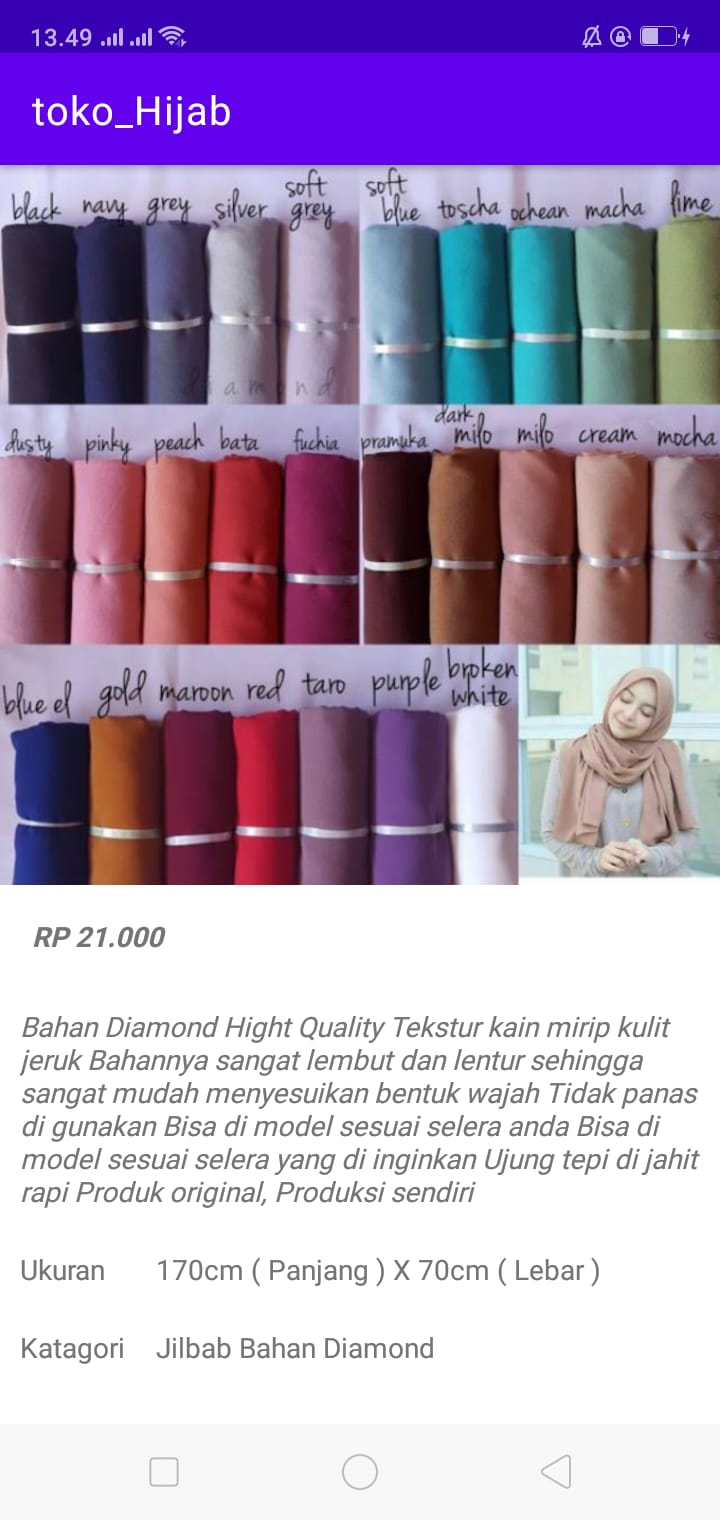 13.49
toko_Hijab
black navy grey silver soft grey
soft blue toscha ochean macha lime
diamond
dusty pinky peach bata fuchia
pramuka dark milo milo cream mocha
blue el gold maroon red taro purple broken white
RP 21.000
Bahan Diamond Hight Quality Tekstur kain mirip kulit
jeruk Bahannya sangat lembut dan lentur sehingga
sangat mudah menyesuikan bentuk wajah Tidak panas
di gunakan Bisa di model sesuai selera anda Bisa di
model sesuai selera yang di inginkan Ujung tepi di jahit
rapi Produk original, Produksi sendiri
Ukuran 170cm ( Panjang ) X 70cm ( Lebar )
Katagori Jilbab Bahan Diamond